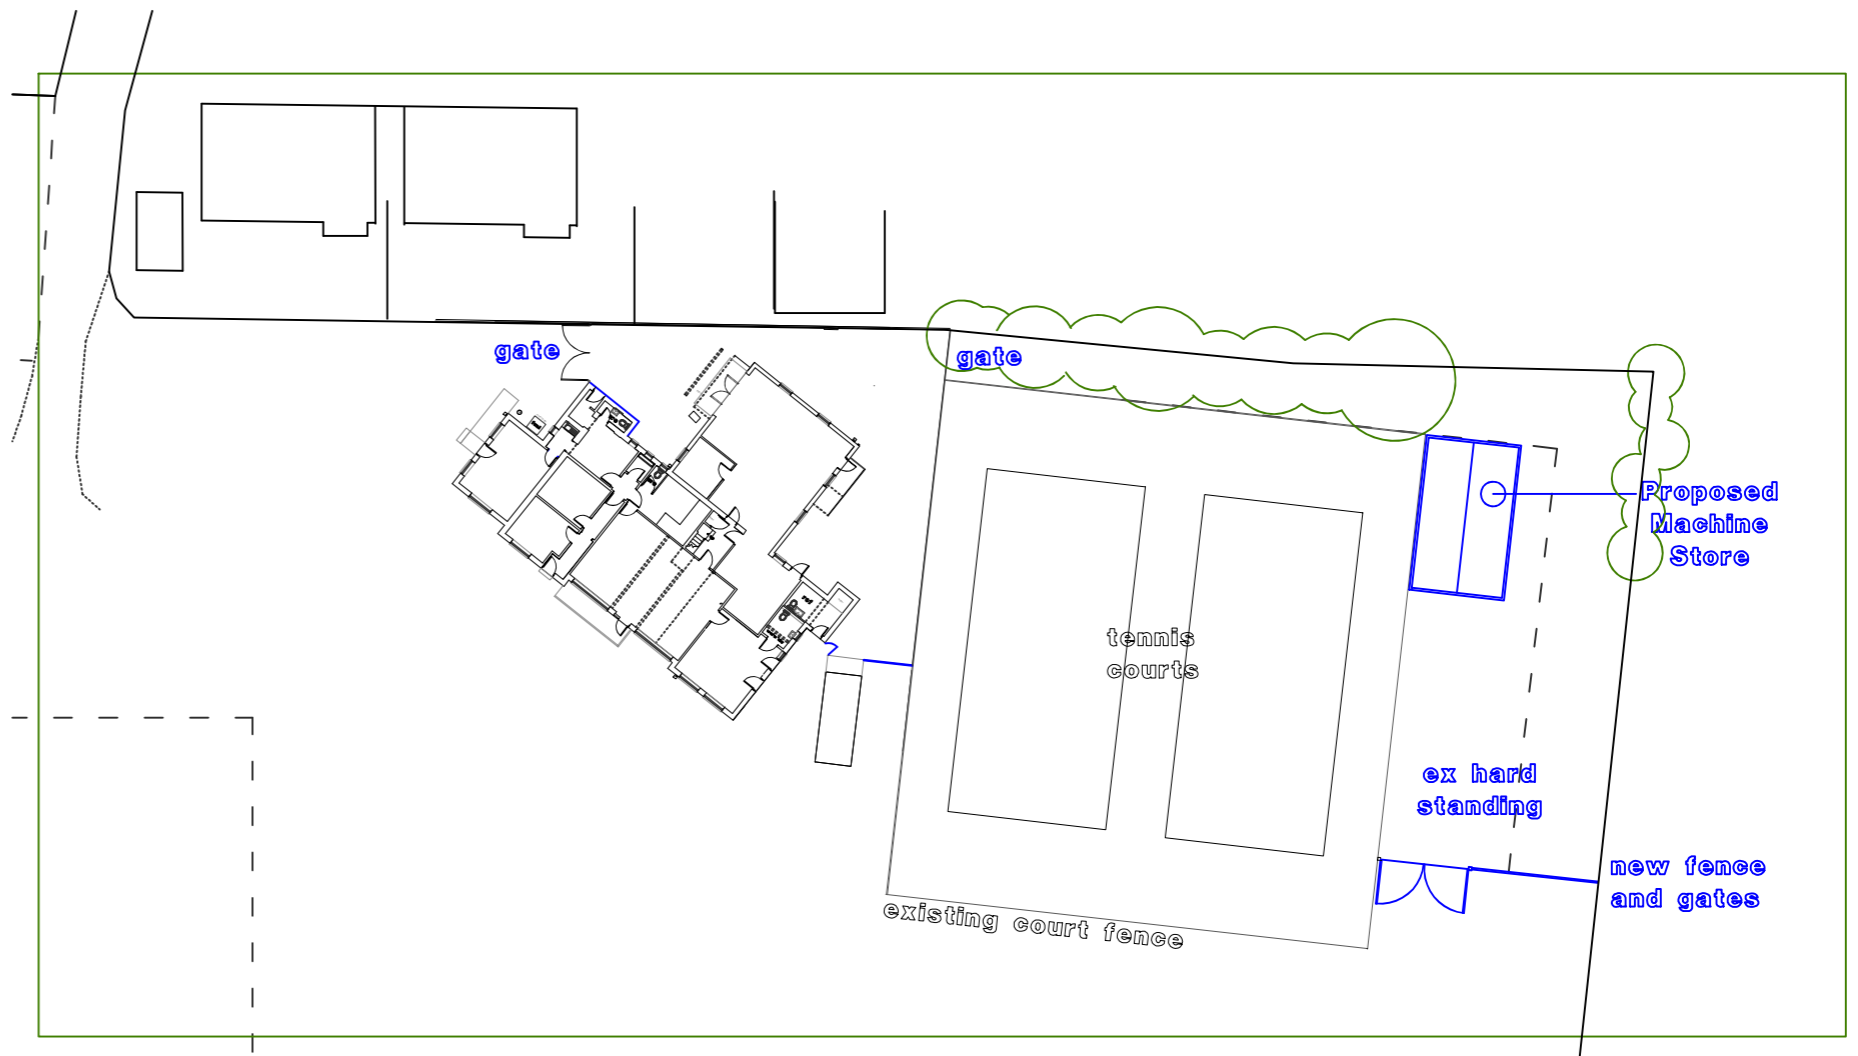 gate
gate
Proposed
Machine
Store
tennis
courts
ex hard
standing
new fence
and gates
existing court fence